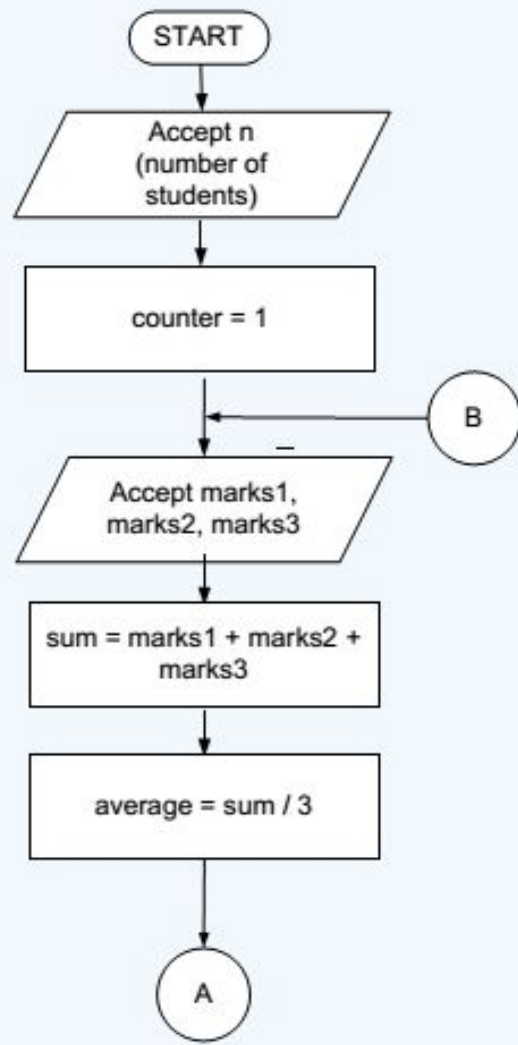 START
Accept n
(number of
students)
counter = 1
B
Accept marks1,
marks2, marks3
sum = marks1 + marks2 +
marks3
average = sum / 3
A